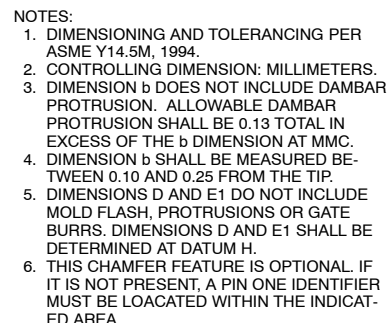 NOTES:
1. DIMENSIONING AND TOLERANCING PER
ASME Y14.5M, 1994.
2. CONTROLLING DIMENSION: MILLIMETERS.
3. DIMENSION b DOES NOT INCLUDE DAMBAR
PROTRUSION. ALLOWABLE DAMBAR
PROTRUSION SHALL BE 0.13 TOTAL IN
EXCESS OF THE b DIMENSION AT MMC.
4. DIMENSION b SHALL BE MEASURED BE-
TWEEN 0.10 AND 0.25 FROM THE TIP.
5. DIMENSIONS D AND E1 DO NOT INCLUDE
MOLD FLASH, PROTRUSIONS OR GATE
BURRS. DIMENSIONS D AND E1 SHALL BE
DETERMINED AT DATUM H.
6. THIS CHAMFER FEATURE IS OPTIONAL. IF
IT IS NOT PRESENT, A PIN ONE IDENTIFIER
MUST BE LOACATED WITHIN THE INDICAT-
ED AREA